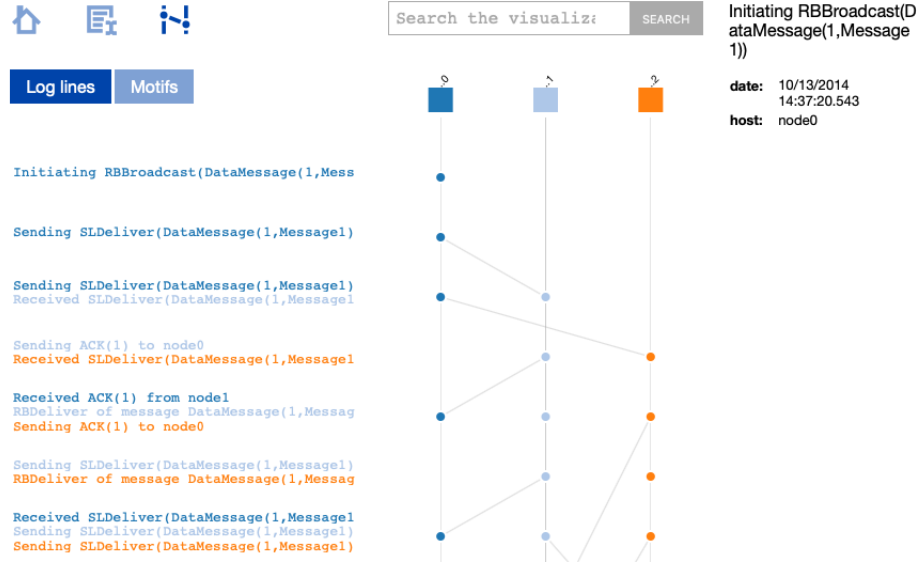 Search the visualiza
SEARCH
Initiating RBBroadcast(D
ataMessage(1,Message
1))
date: 10/13/2014
14:37:20.543
host: node0
Log lines
Motifs
..0
..1
..2
Initiating RBBroadcast(DataMessage(1,Mess
Sending SLDeliver(DataMessage(1,Message1)
Sending SLDeliver(DataMessage(1,Message1)
Received SLDeliver(DataMessage(1,Message1
Sending ACK(1) to node0
Received SLDeliver(DataMessage(1,Message1
Received ACK(1) from node1
RBDeliver of message DataMessage(1,Messag
Sending ACK(1) to node0
Sending SLDeliver(DataMessage(1,Message1)
RBDeliver of message DataMessage(1,Messag
Received SLDeliver(DataMessage(1,Message1
Sending SLDeliver(DataMessage(1,Message1)
Sending SLDeliver(DataMessage(1,Message1)